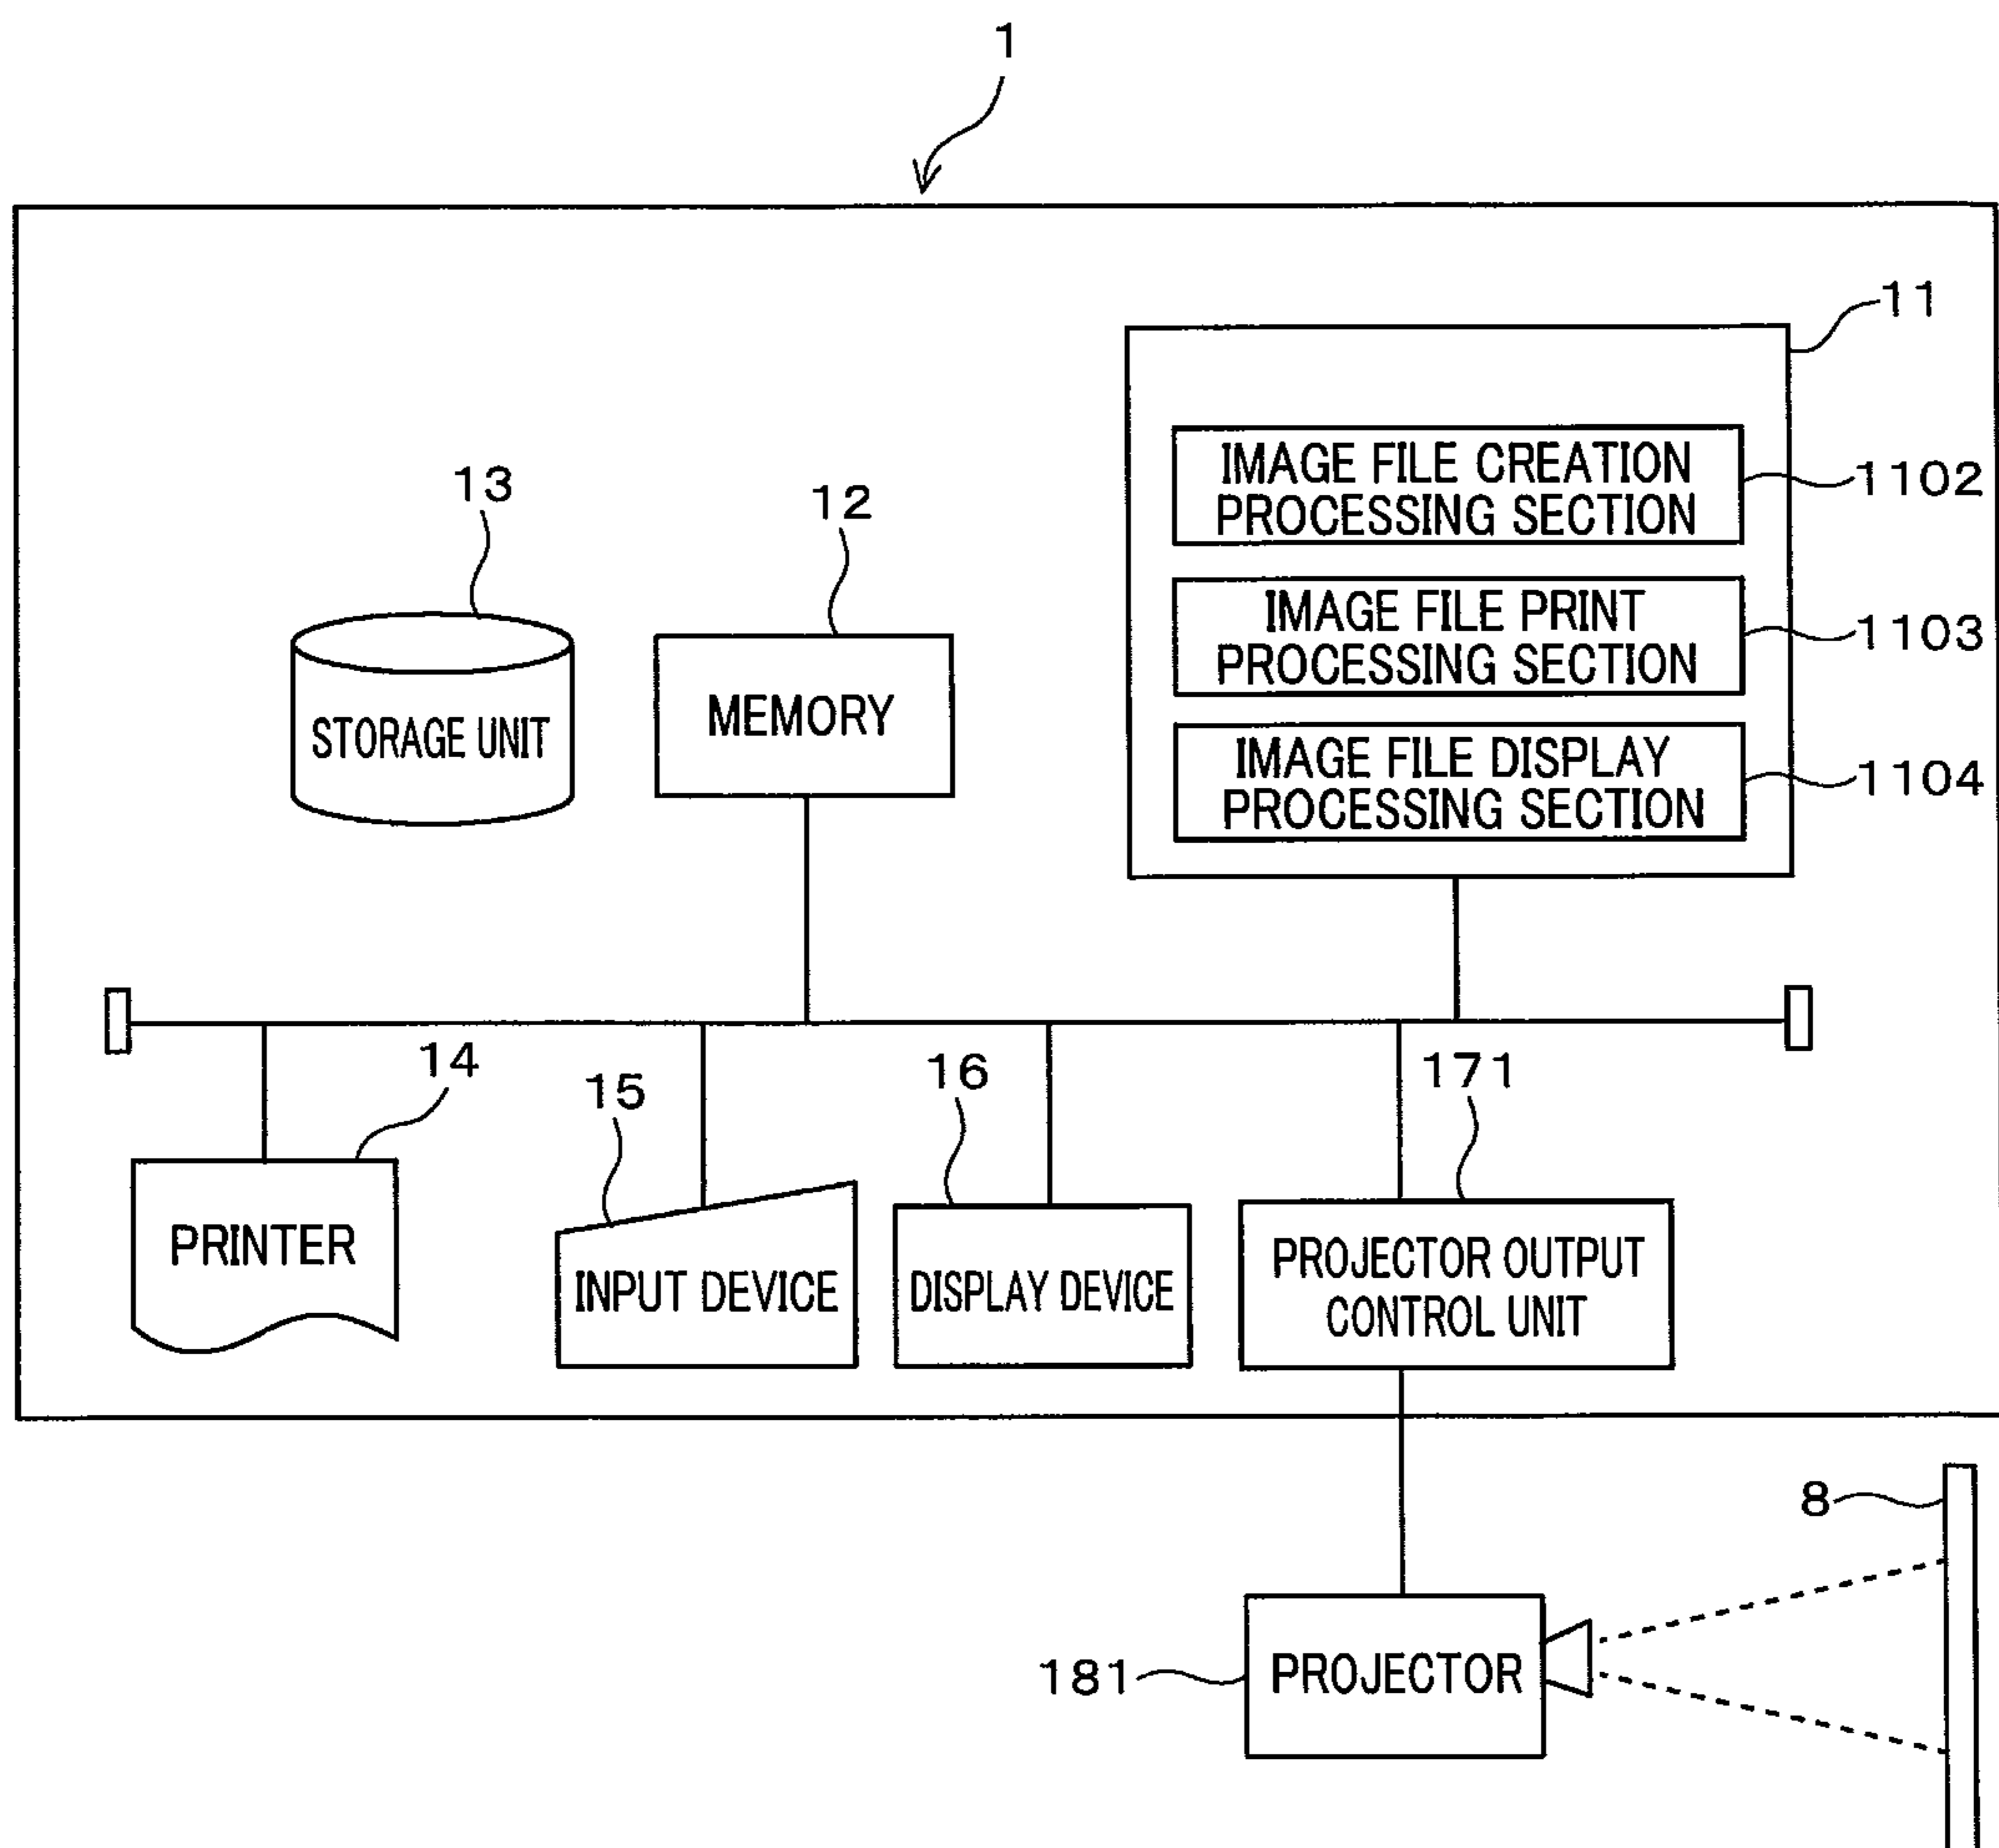 1
11
IMAGE FILE CREATION
PROCESSING SECTION
1102
13
12
IMAGE FILE PRINT
PROCESSING SECTION
1103
STORAGE UNIT
MEMORY
IMAGE FILE DISPLAY
PROCESSING SECTION
1104
14
15
16
171
PRINTER
INPUT DEVICE
DISPLAY DEVICE
PROJECTOR OUTPUT
CONTROL UNIT
8
181
PROJECTOR